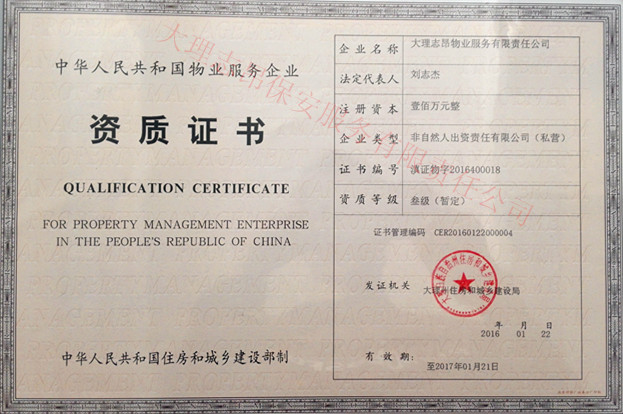 中华人民共和国物业服务企业
资质证书
QUALIFICATION CERTIFICATE
FOR PROPERTY MANAGEMENT ENTERPRISE
IN THE PEOPLE'S REPUBLIC OF CHINA
中华人民共和国住房和城乡建设部制
企业名称 大理志昂物业服务有限责任公司
法定代表人 刘志杰
注册资本 壹佰万元整
企业类型 非自然人出资责任有限公司（私营）
证书编号 滇证物字2016400018
资质等级 叁级（暂定）
证书管理编码 CER20160122000004
发证机关 大理州住房和城乡建设局
年 月 日
2016 01 22
有效期:
至2017年01月21日
大理志昂保安服务有限责任公司